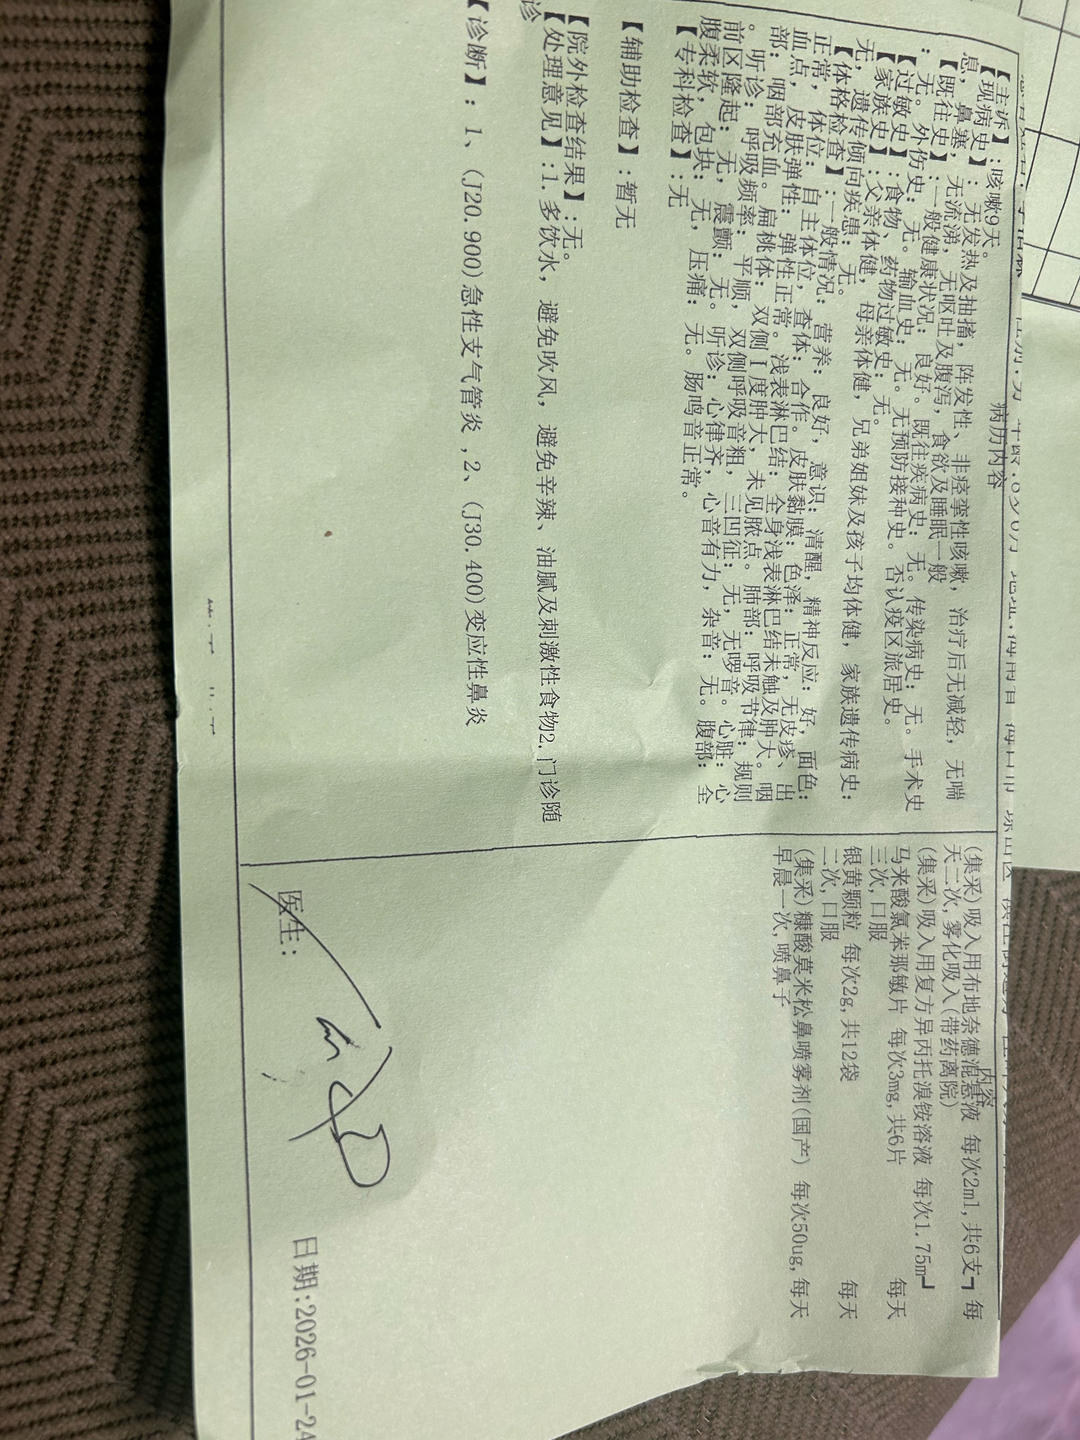 病历内容
【主诉】:咳嗽9天。
【现病史】:无发热及抽搐,阵发性、非痉挛性咳嗽,治疗后无减轻,无喘
息,鼻塞,无流涕,无呕吐及腹泻,食欲及睡眠一般
【既往史】:一般健康状况:良好。既往疾病史:无。传染病史:无。手术史
:无。外伤史:无。输血史:无。无预防接种史。否认疫区旅居史。
【过敏史】:食物、药物过敏史:无。
【家族史】:父亲体健,母亲体健,兄弟姐妹及孩子均体健,家族遗传病史:
无,遗传倾向疾患:无。
【体格检查】:一般情况:营养:良好,意识:清醒,精神反应:好,面色:
正常,体位:自主体位,查体:合作。皮肤黏膜:色泽:正常,无皮疹、出
血点,皮肤弹性:弹性正常。浅表淋巴结:全身浅表淋巴结未触及肿大。咽
部:咽部充血。扁桃体:双侧I度肿大,未见脓点。肺部:呼吸节律:规则
。听诊:呼吸频率:平顺,双侧呼吸音粗,三凹征:无,无啰音。心脏:心
前区隆起:无,震颤:无。听诊:心律齐,心音有力,杂音:无。腹部:全
腹柔软,包块:无,压痛:无。肠鸣音正常。
【专科检查】:无
【辅助检查】:暂无
【院外检查结果】:无。
【处理意见】:1.多饮水,避免吹风,避免辛辣、油腻及刺激性食物2.门诊随
诊
【诊断】:1、(J20.900)急性支气管炎,2、(J30.400)变应性鼻炎
内容
(集采)吸入用布地奈德混悬液 每次2ml,共6支┓ 每
天二次,雾化吸入(带药离院)
(集采)吸入用复方异丙托溴铵溶液 每次1.75m┛
马来酸氯苯那敏片 每次3mg,共6片 每天
三次,口服
银黄颗粒 每次2g,共12袋 每天
二次,口服
(集采)糠酸莫米松鼻喷雾剂(国产) 每次50ug,每天
早晨一次,喷鼻子
医生:
日期:2026-01-24